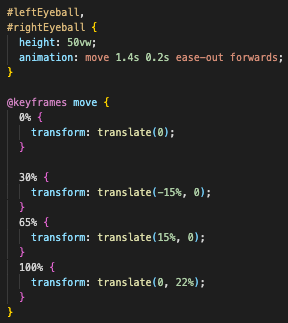 #leftEyeball,
#rightEyeball {
  height: 50vw;
  animation: move 1.4s 0.2s ease-out forwards;
}

@keyframes move {
  0% {
    transform: translate(0);
  }

  30% {
    transform: translate(-15%, 0);
  }
  65% {
    transform: translate(15%, 0);
  }
  100% {
    transform: translate(0, 22%);
  }
}